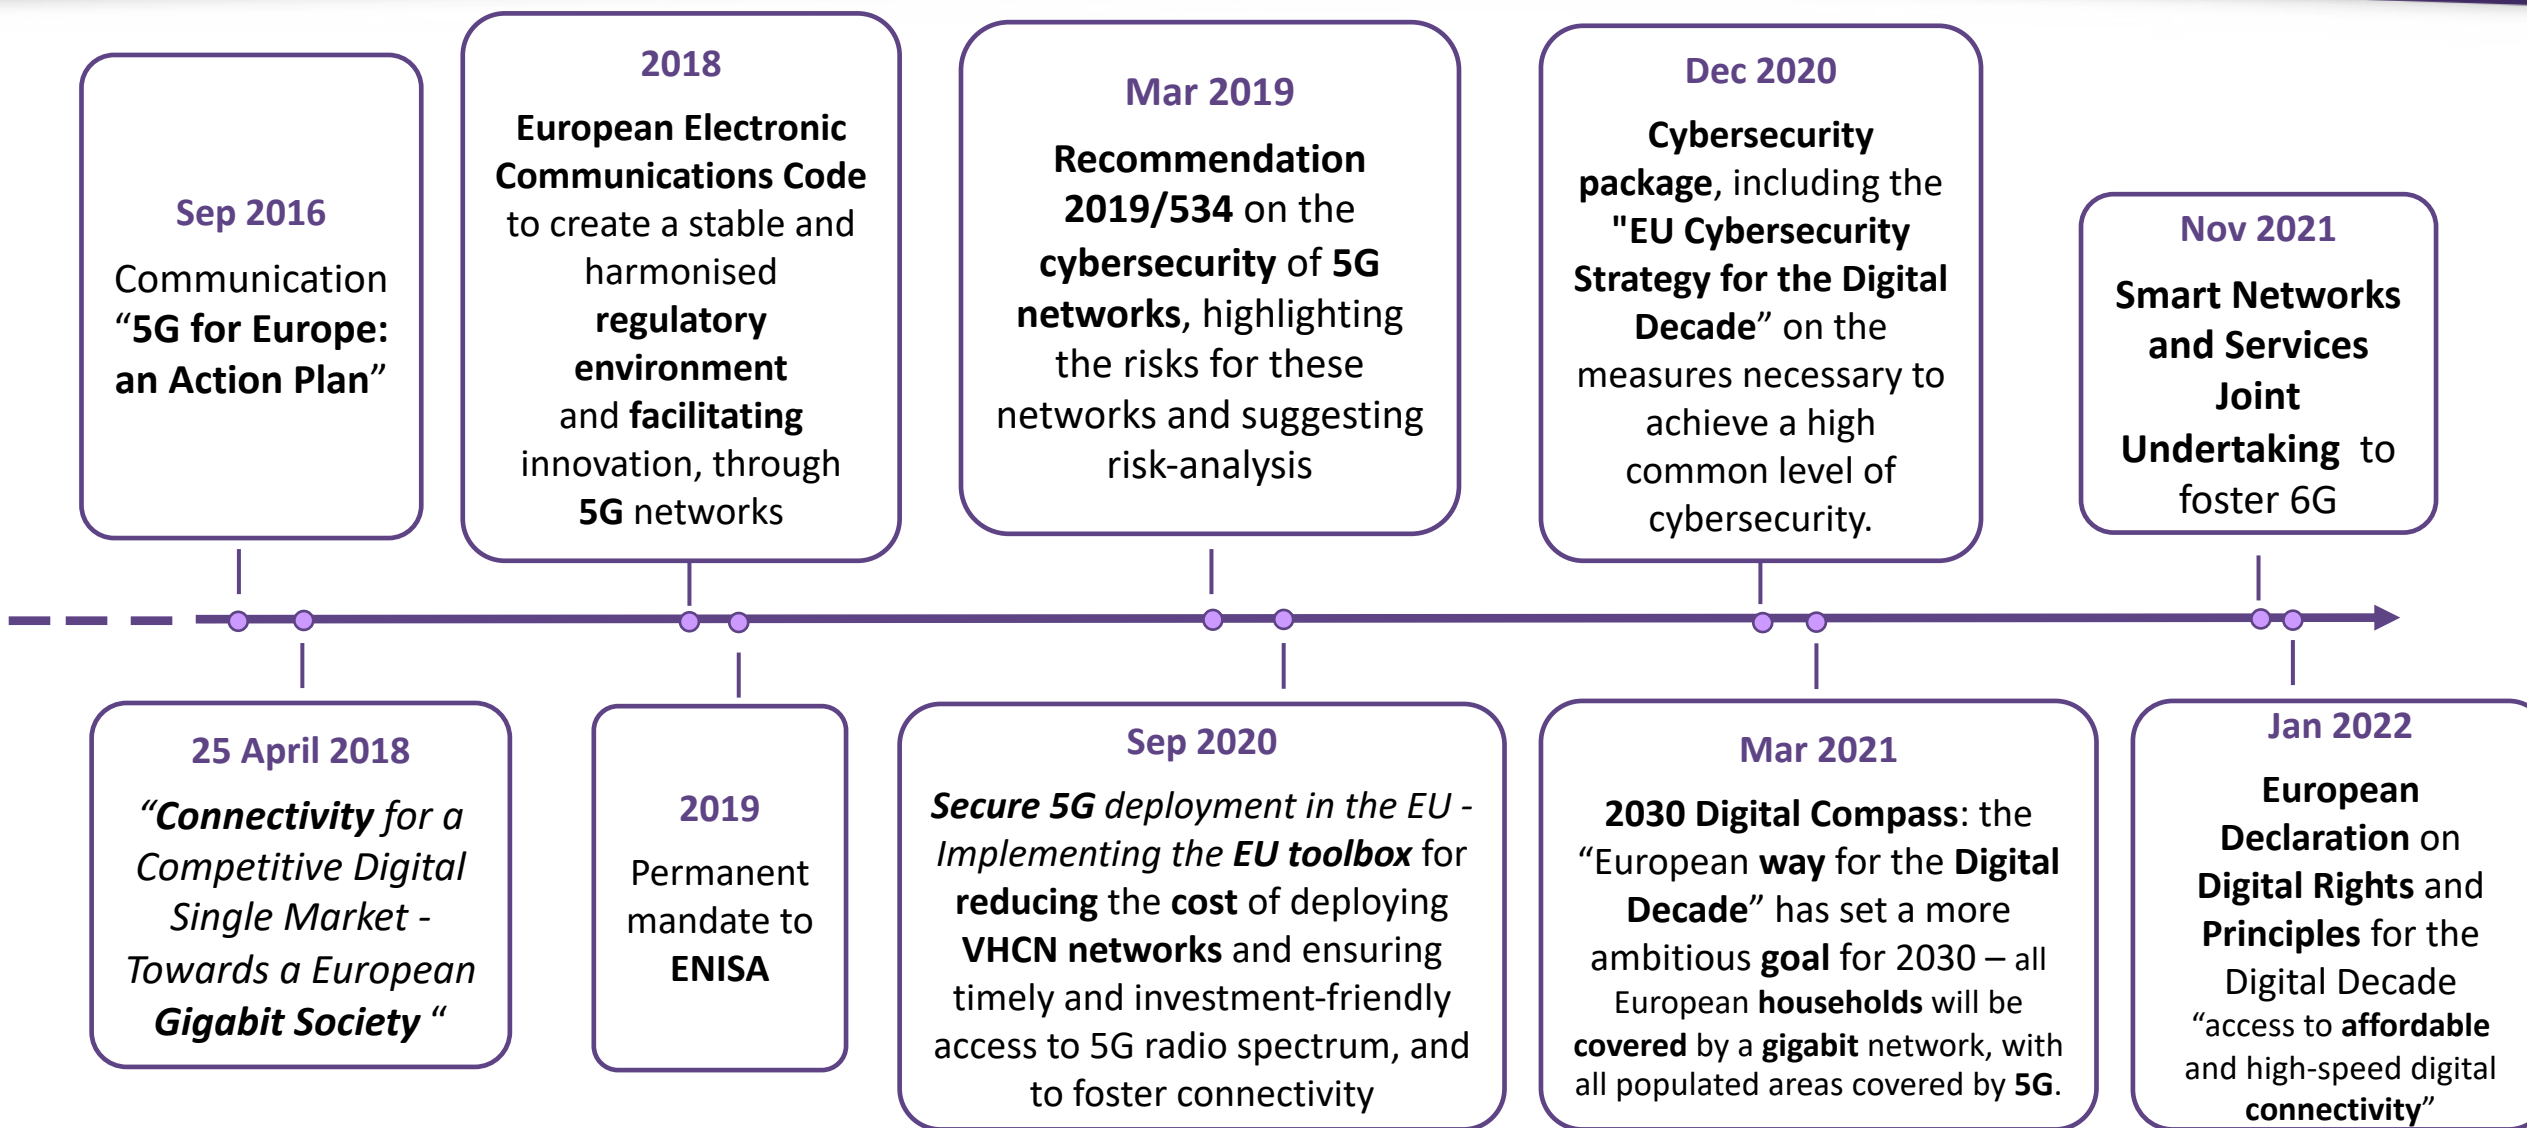 Sep 2016
Communication
“5G for Europe:
an Action Plan”
2018
European Electronic
Communications Code
to create a stable and
harmonised
regulatory
environment
and facilitating
innovation, through
5G networks
Mar 2019
Recommendation
2019/534 on the
cybersecurity of 5G
networks, highlighting
the risks for these
networks and suggesting
risk-analysis
Dec 2020
Cybersecurity
package, including the
"EU Cybersecurity
Strategy for the Digital
Decade” on the
measures necessary to
achieve a high
common level of
cybersecurity.
Nov 2021
Smart Networks
and Services
Joint
Undertaking to
foster 6G
25 April 2018
“Connectivity for a
Competitive Digital
Single Market -
Towards a European
Gigabit Society “
2019
Permanent
mandate to
ENISA
Sep 2020
Secure 5G deployment in the EU -
Implementing the EU toolbox for
reducing the cost of deploying
VHCN networks and ensuring
timely and investment-friendly
access to 5G radio spectrum, and
to foster connectivity
Mar 2021
2030 Digital Compass: the
“European way for the Digital
Decade” has set a more
ambitious goal for 2030 – all
European households will be
covered by a gigabit network, with
all populated areas covered by 5G.
Jan 2022
European
Declaration on
Digital Rights and
Principles for the
Digital Decade
“access to affordable
and high-speed digital
connectivity”